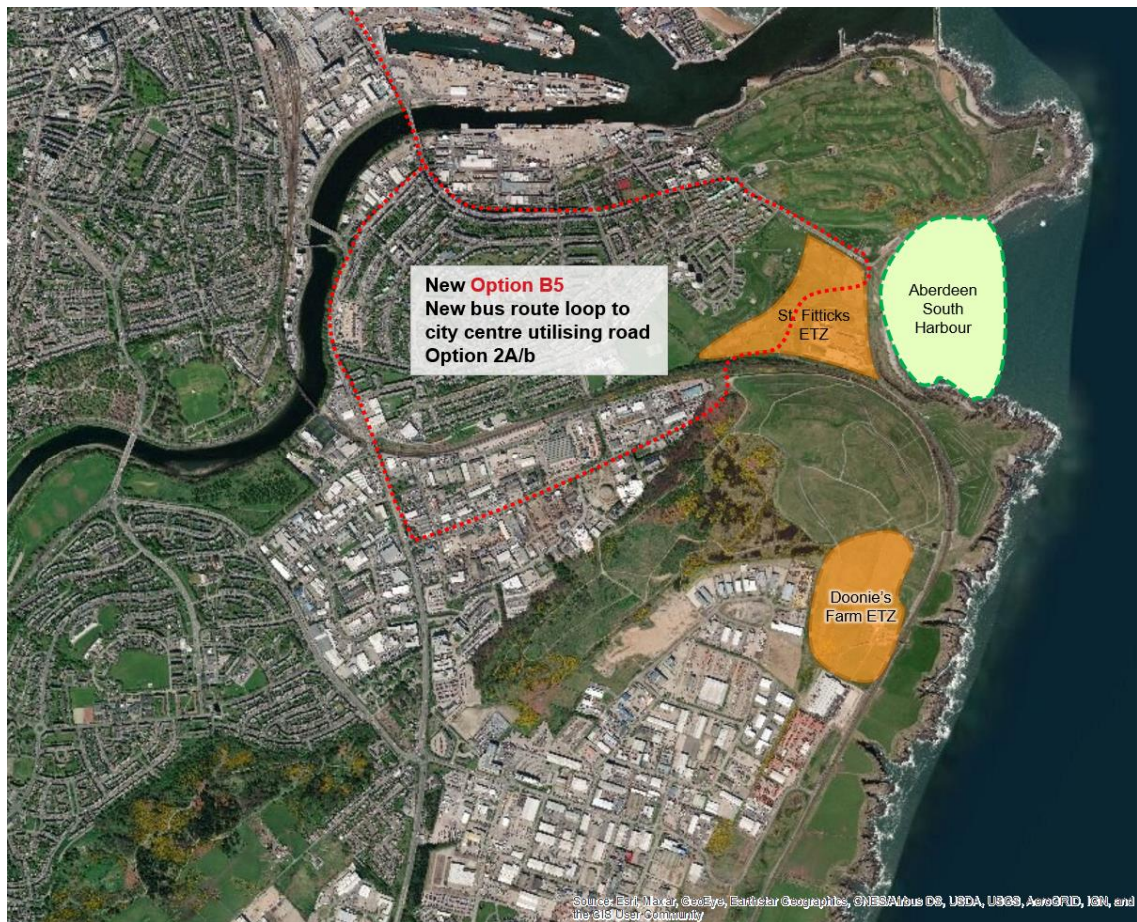 New Option B5
New bus route loop to
city centre utilising road
Option 2A/b
Aberdeen
South
Harbour
St. Fitticks
ETZ
Doonie's
Farm ETZ
Source: Esri, Maxar, GeoEye, Earthstar Geographics, CNES/Airbus DS, USDA, USGS, AeroGRID, IGN, and
the GIS User Community